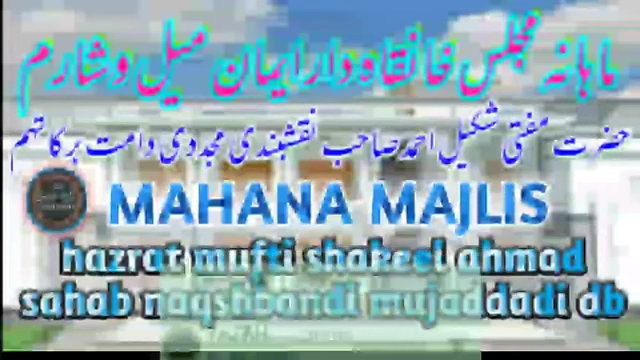 ماہانہ مجلس خانقاہ دارایمان میل وشارم
حضرت مفتی شکیل احمد صاحب نقشبندی مجددی دامت برکاتہم
MAHANA MAJLIS
hazrat mufti shakeel ahmad
sahab naqshbandi mujaddadi db